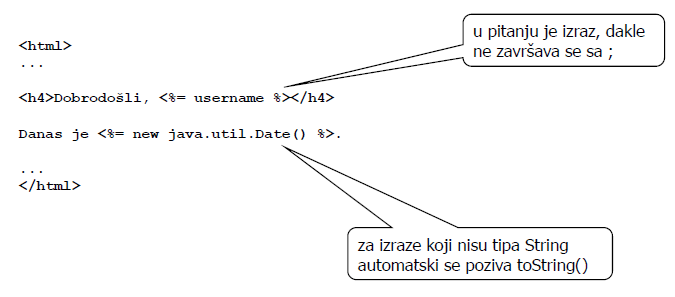 u pitanju je izraz, dakle
ne završava se sa ;
<html>
...
<h4>Dobrodošli, <%= username %></h4>
Danas je <%= new java.util.Date() %>.
...
</html>
za izraze koji nisu tipa String
automatski se poziva toString()